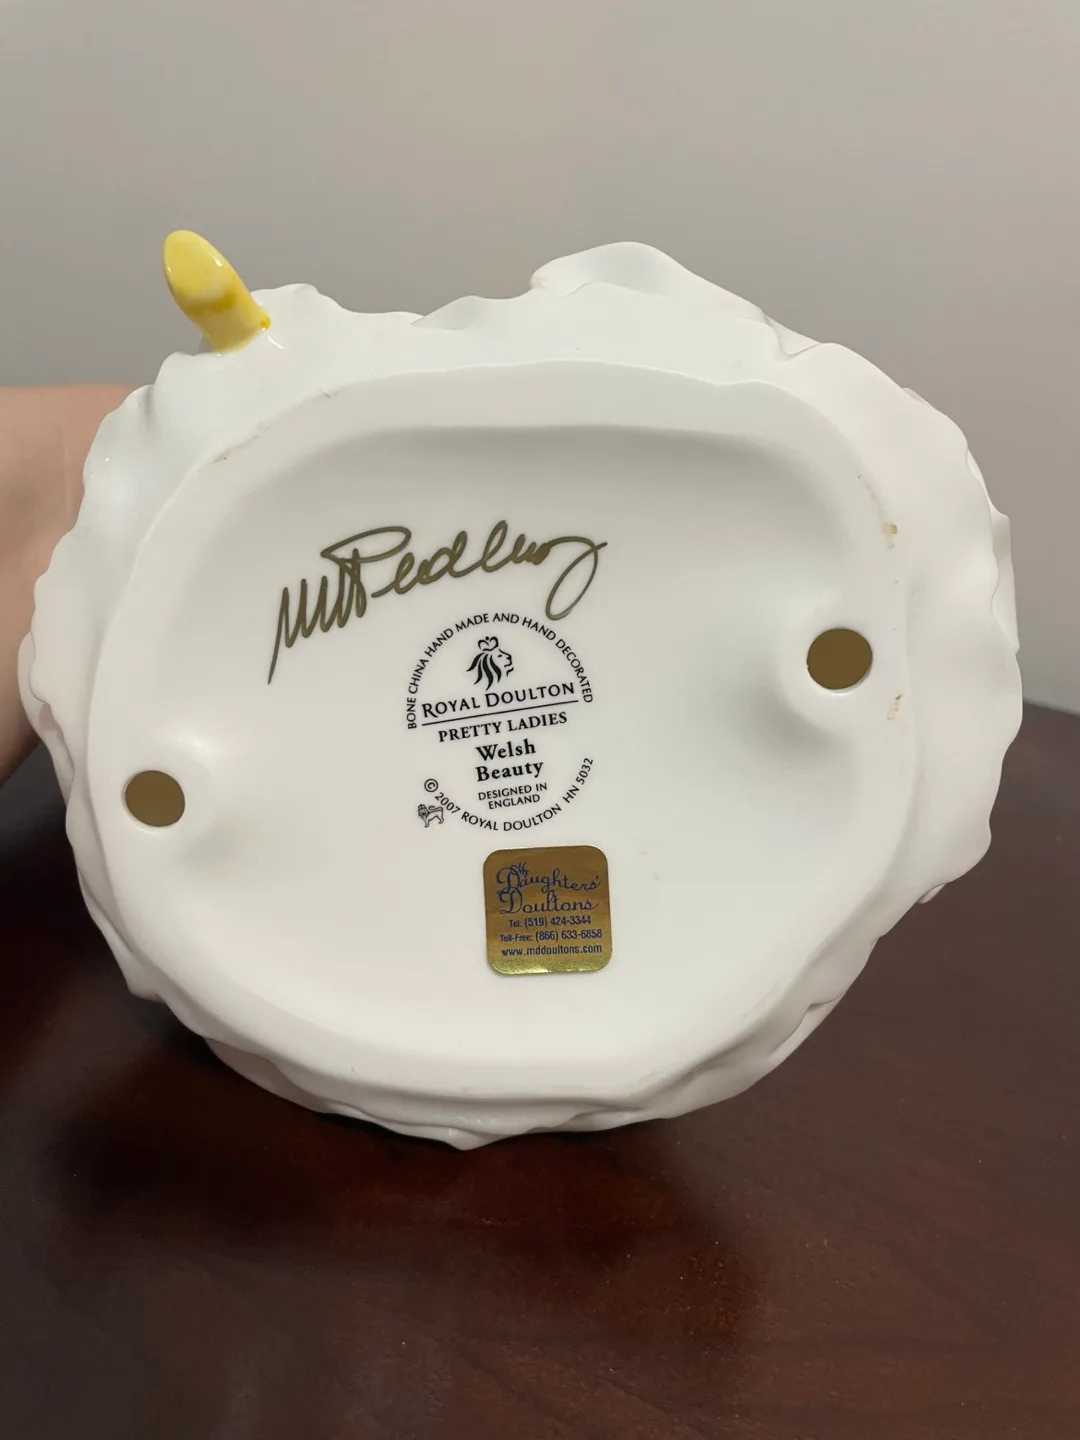 M Pedley
BONE CHINA HAND MADE AND HAND DECORATED
ROYAL DOULTON
PRETTY LADIES
Welsh
Beauty
DESIGNED IN
ENGLAND
© 2007 ROYAL DOULTON HN 5032
Daughters'
Doultons
Tel: (519) 424-3344
Toll-Free: (866) 633-6858
www.mddoultons.com